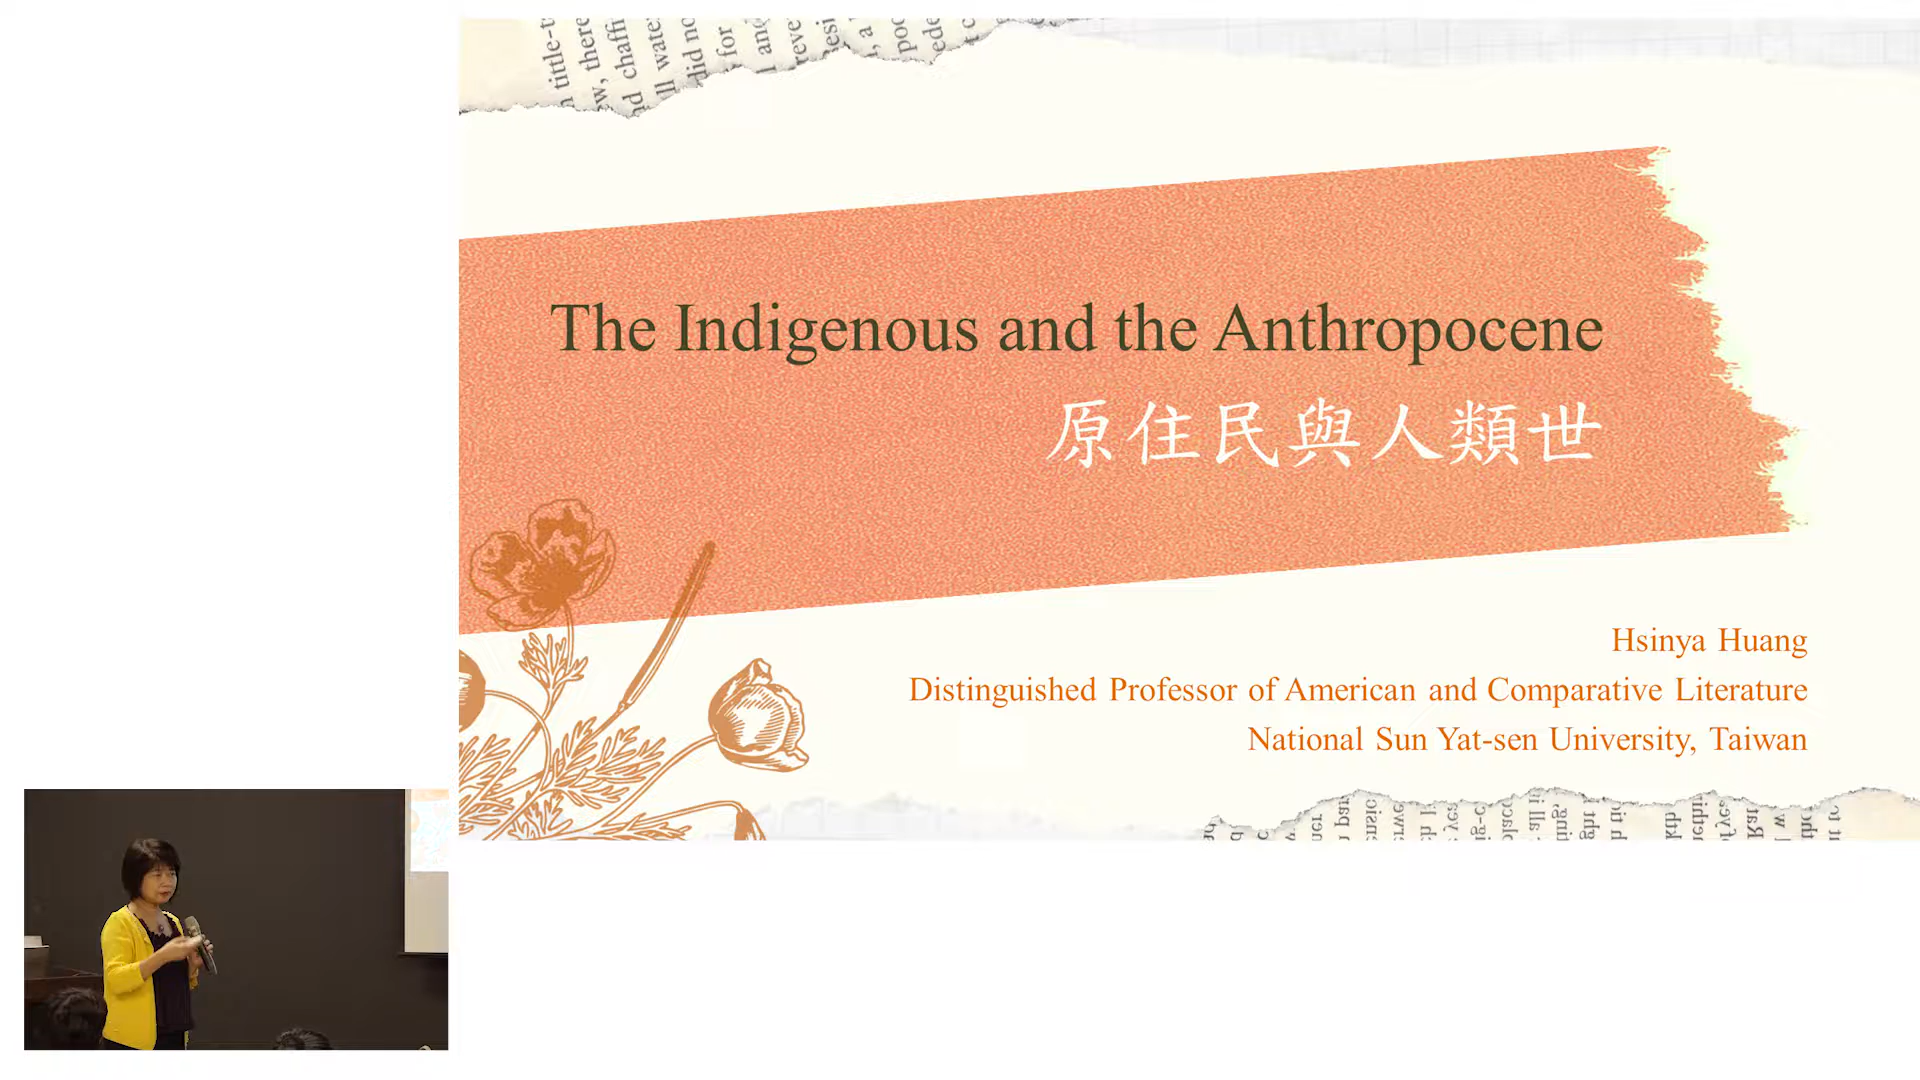 The Indigenous and the Anthropocene
原住民與人類世
Hsinya Huang
Distinguished Professor of American and Comparative Literature
National Sun Yat-sen University, Taiwan